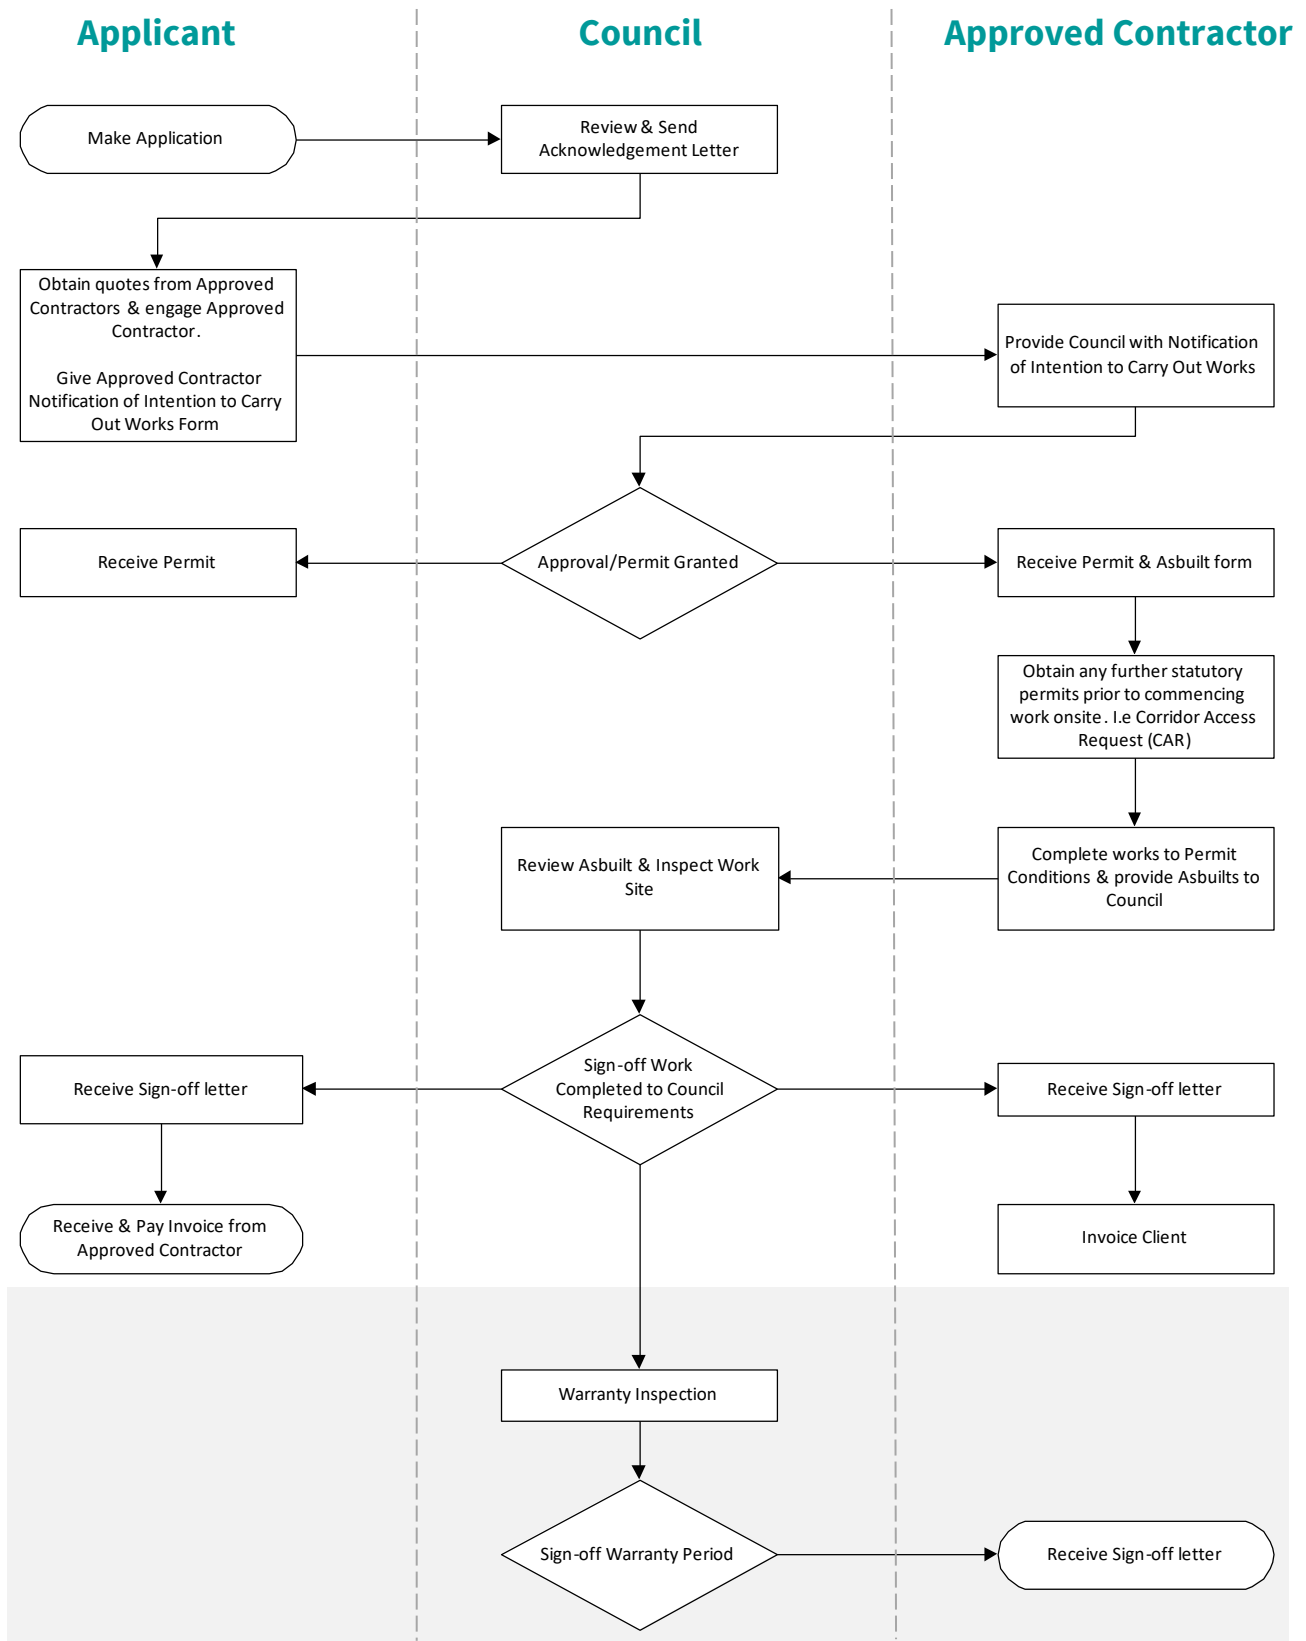 Applicant
Council
Approved Contractor
Make Application
Review & Send
Acknowledgement Letter
Obtain quotes from Approved
Contractors & engage Approved
Contractor.
Give Approved Contractor
Notification of Intention to Carry
Out Works Form
Provide Council with Notification
of Intention to Carry Out Works
Receive Permit
Approval/Permit Granted
Receive Permit & Asbuilt form
Obtain any further statutory
permits prior to commencing
work onsite. I.e Corridor Access
Request (CAR)
Review Asbuilt & Inspect Work
Site
Complete works to Permit
Conditions & provide Asbuilts to
Council
Receive Sign-off letter
Sign-off Work
Completed to Council
Requirements
Receive Sign-off letter
Receive & Pay Invoice from
Approved Contractor
Invoice Client
Warranty Inspection
Sign-off Warranty Period
Receive Sign-off letter